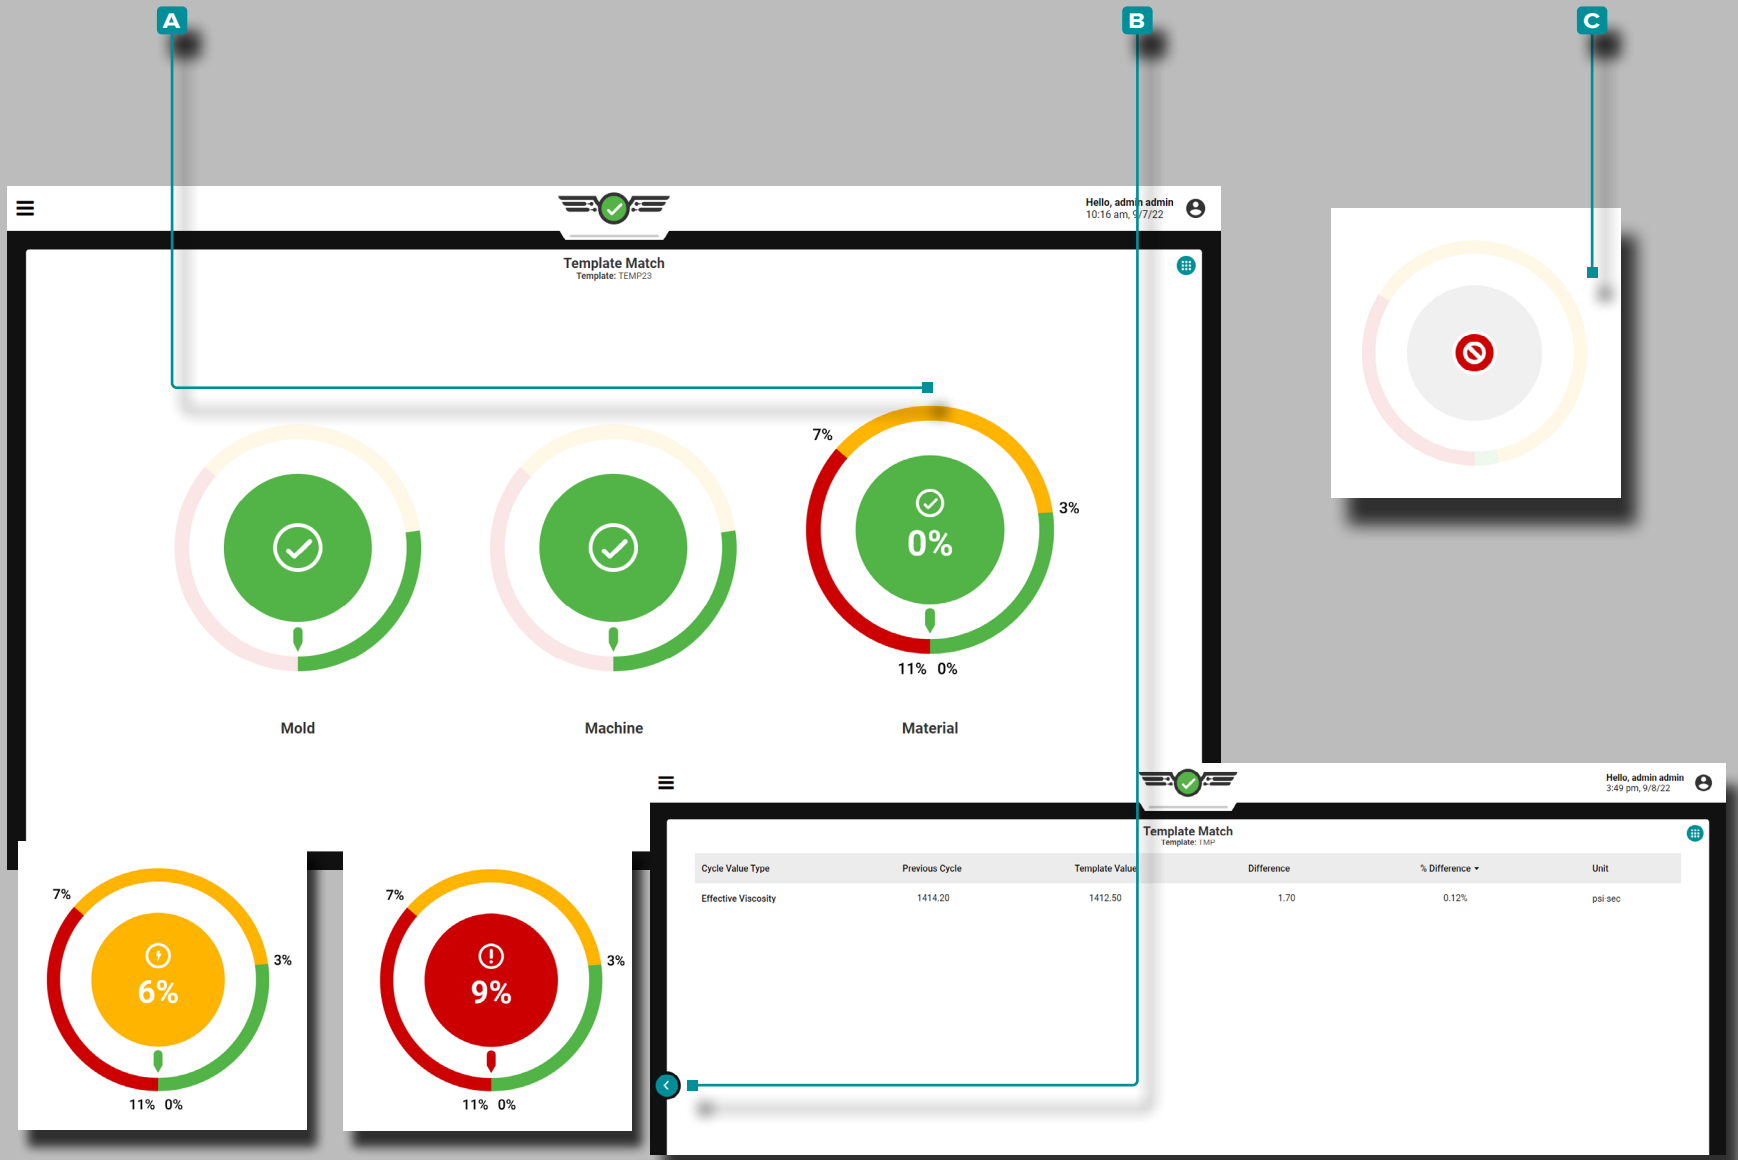 A
B
C
Hello, admin admin
10:16 am, 9/7/22
Template Match
Template: TEMP23
7%
3%
0%
11% 0%
Mold
Machine
Material
Hello, admin admin
3:49 pm, 9/8/22
Template Match
Template: TMP
Cycle Value Type Previous Cycle Template Value Difference % Difference Unit
Effective Viscosity 1414.20 1412.50 1.70 0.12% psi-sec
7%
3%
6%
11% 0%
7%
3%
9%
11% 0%